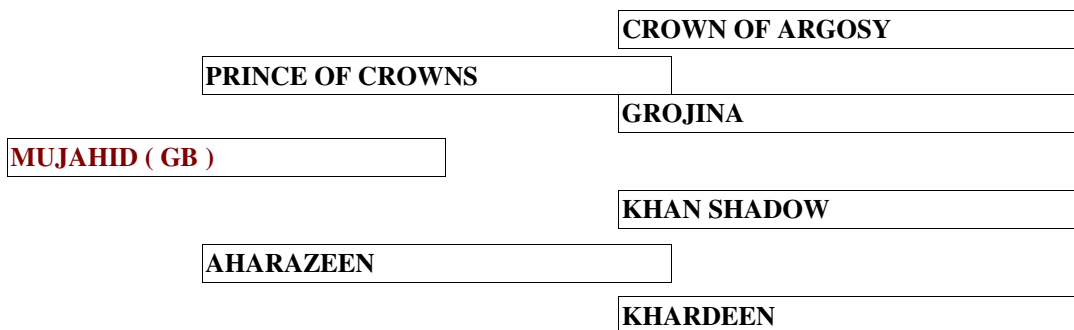 CROWN OF ARGOSY
PRINCE OF CROWNS
GROJINA
MUJAHID ( GB )
KHAN SHADOW
AHARAZEEN
KHARDEEN